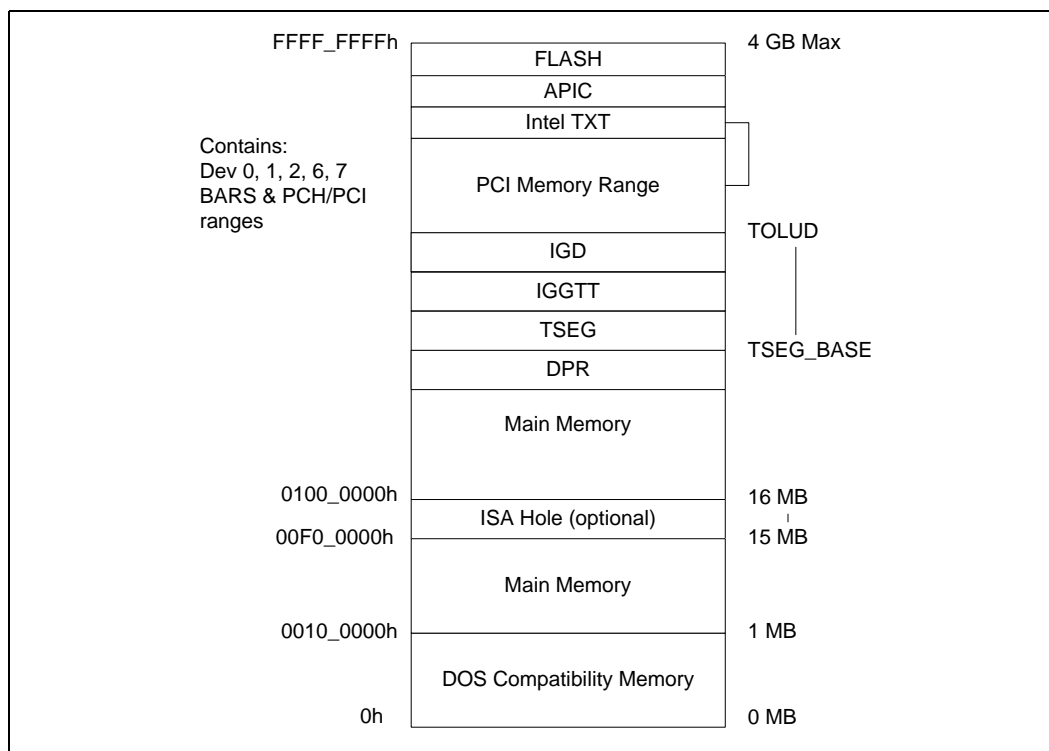 FFFF_FFFFh
4 GB Max
FLASH
APIC
Intel TXT
Contains:
Dev 0, 1, 2, 6, 7
BARS & PCH/PCI
ranges
PCI Memory Range
TOLUD
IGD
IGGTT
TSEG
TSEG_BASE
DPR
Main Memory
0100_0000h
16 MB
ISA Hole (optional)
00F0_0000h
15 MB
Main Memory
0010_0000h
1 MB
DOS Compatibility Memory
0h
0 MB